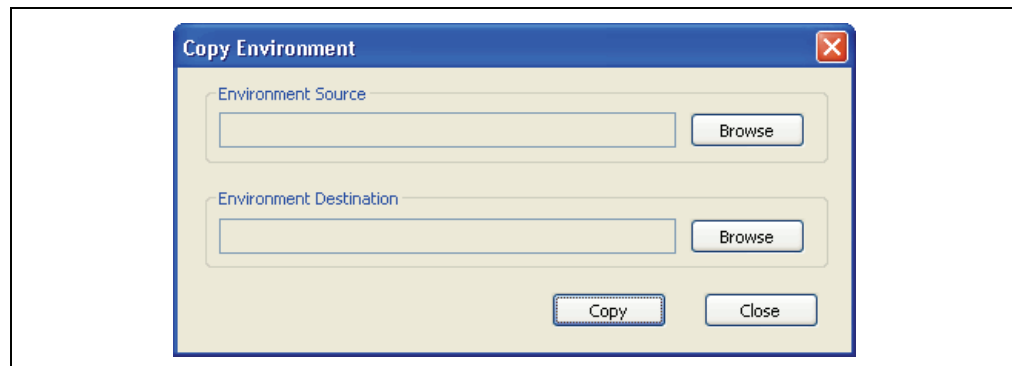 Copy Environment
Environment Source
Browse
Environment Destination
Browse
Copy Close